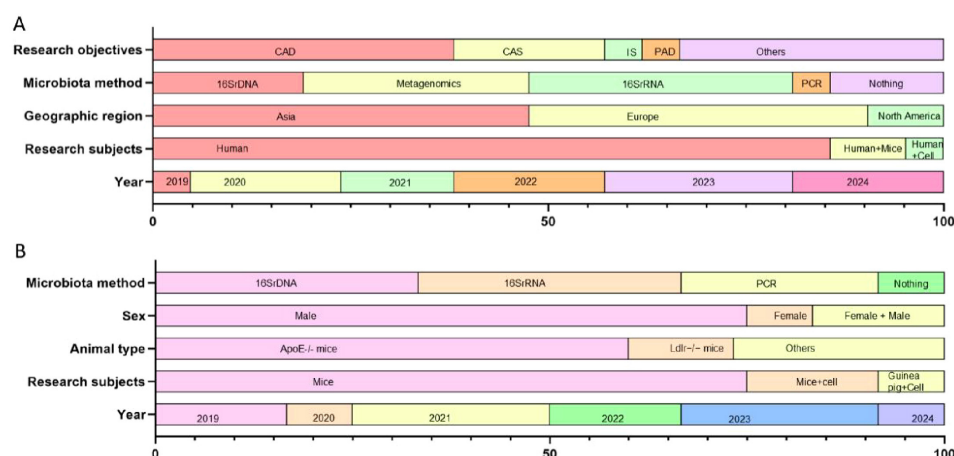 A
Research objectives CAD CAS IS PAD Others
Microbiota method 16SrDNA Metagenomics 16SrRNA PCR Nothing
Geographic region Asia Europe North America
Research subjects Human Human+Mice Human
+Cell
Year 2019 2020 2021 2022 2023 2024
0 50 100
B
Microbiota method 16SrDNA 16SrRNA PCR Nothing
Sex Male Female Female + Male
Animal type ApoE-/- mice Ldlr−/− mice Others
Research subjects Mice Mice+cell Guinea
pig+Cell
Year 2019 2020 2021 2022 2023 2024
0 50 100